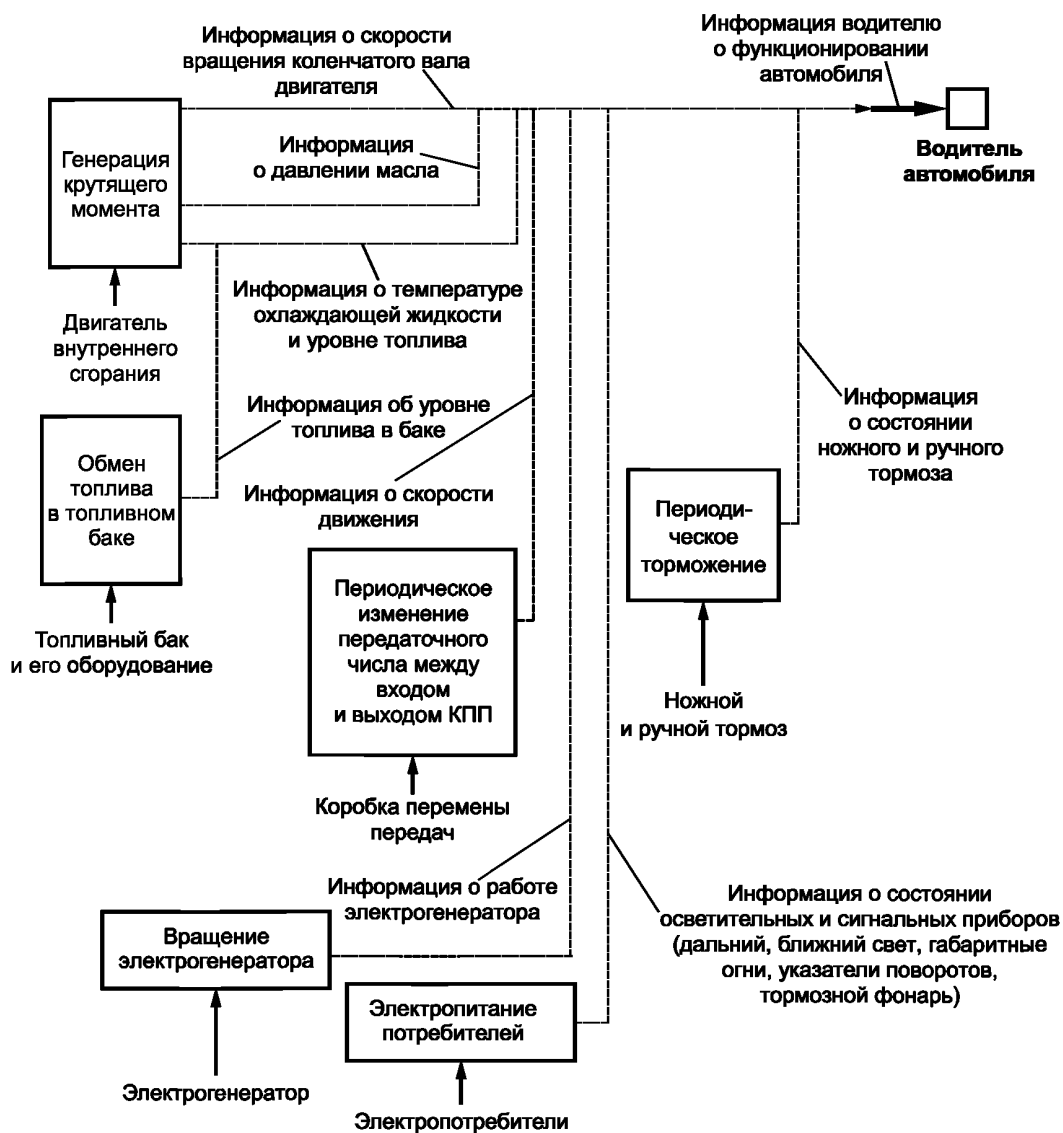 Информация о скорости
вращения коленчатого вала
двигателя
Информация водителю
о функционировании
автомобиля
Водитель
автомобиля
Генерация
крутящего
момента
Информация
о давлении масла
Информация о температуре
охлаждающей жидкости
и уровне топлива
Двигатель
внутреннего
сгорания
Информация об уровне
топлива в баке
Информация
о состоянии
ножного и ручного
тормоза
Обмен
топлива
в топливном
баке
Информация о скорости
движения
Периоди-
ческое
торможение
Топливный бак
и его оборудование
Периодическое
изменение
передаточного
числа между
входом
и выходом КПП
Ножной
и ручной тормоз
Коробка перемены
передач
Информация о работе
электрогенератора
Информация о состоянии
осветительных и сигнальных приборов
(дальний, ближний свет, габаритные
огни, указатели поворотов,
тормозной фонарь)
Вращение
электрогенератора
Электропитание
потребителей
Электрогенератор
Электропотребители